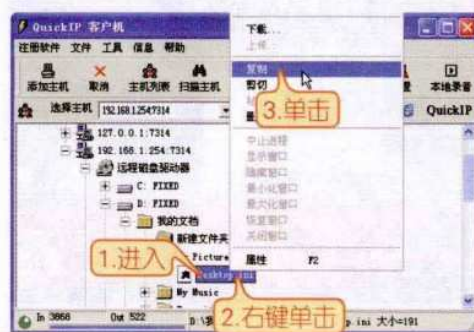 QuickIP 客户机
注册软件 文件 工具 信息 帮助
添加主机 取消 主机列表 扫描主机 本地录音
选择主机 192.168.1.254:7314 QuickIP
127.0.0.1:7314
192.168.1.254:7314
远程磁盘驱动器
C: FIXED
D: FIXED
我的文档
新建文件夹
Picture
Desktop.ini
My Music
In 3866 Out 522 D:\我 p.ini 大小=191
下载...
上传...
复制
剪切
中止进程
显示窗口
隐藏窗口
最小化窗口
最大化窗口
恢复窗口
关闭窗口
属性 F2
1.进入
2.右键单击
3.单击